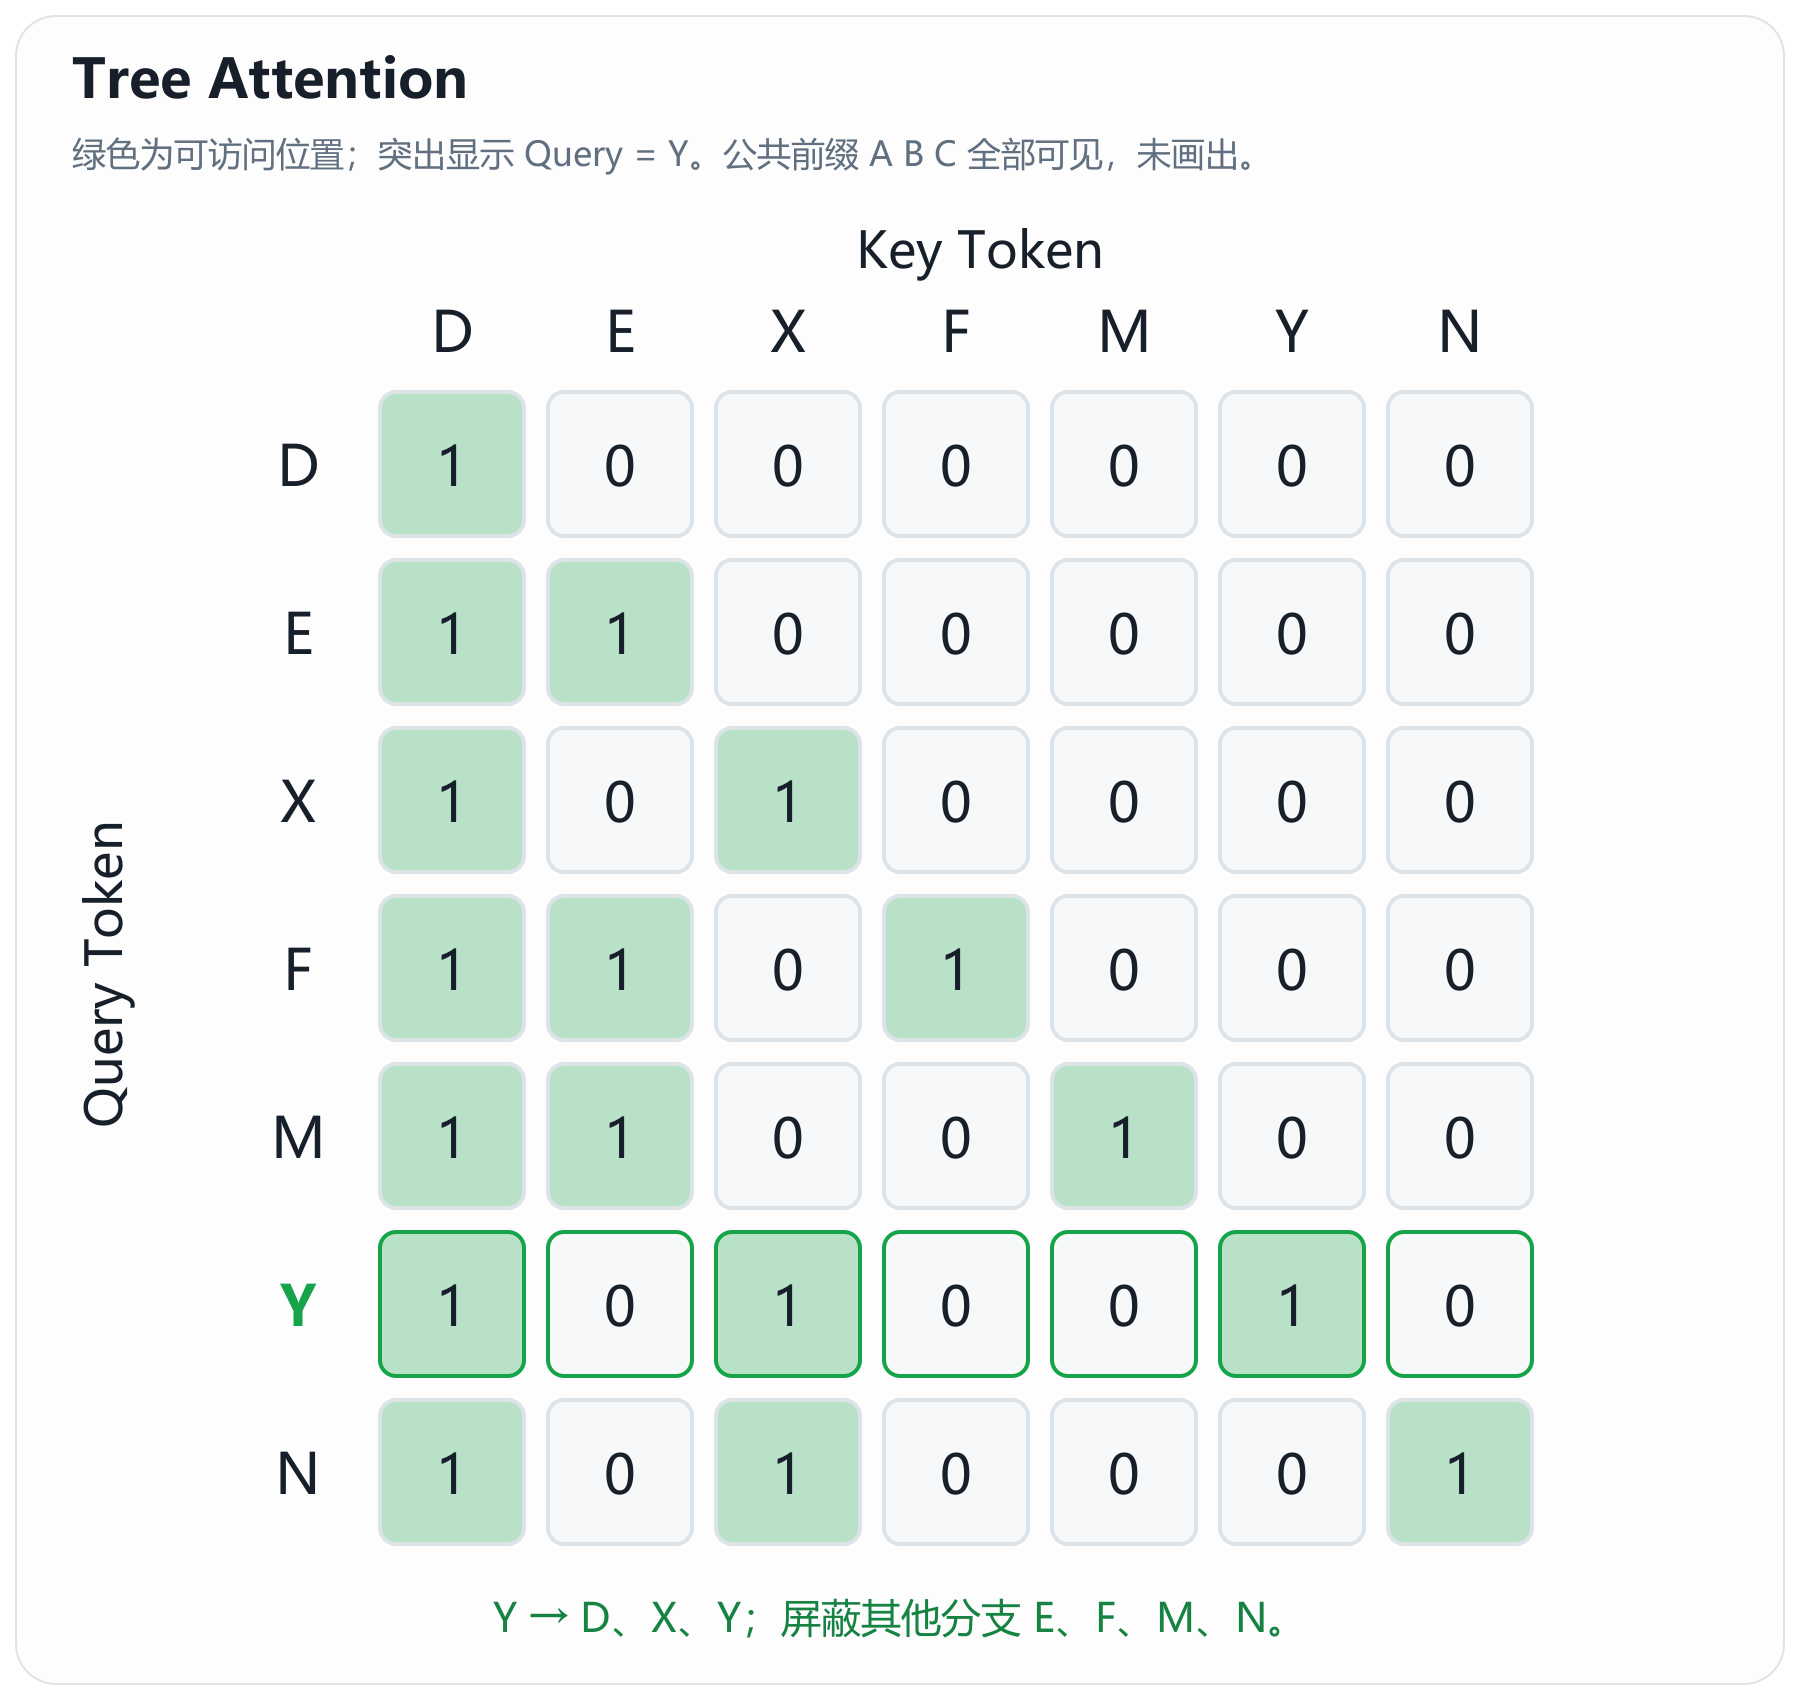 Tree Attention
绿色为可访问位置；突出显示 Query = Y。公共前缀 A B C 全部可见，未画出。
Key Token
D E X F M Y N
D 1 0 0 0 0 0 0
E 1 1 0 0 0 0 0
X 1 0 1 0 0 0 0
F 1 1 0 1 0 0 0
M 1 1 0 0 1 0 0
Y 1 0 1 0 0 1 0
N 1 0 1 0 0 0 1
Query Token
Y → D、X、Y；屏蔽其他分支 E、F、M、N。